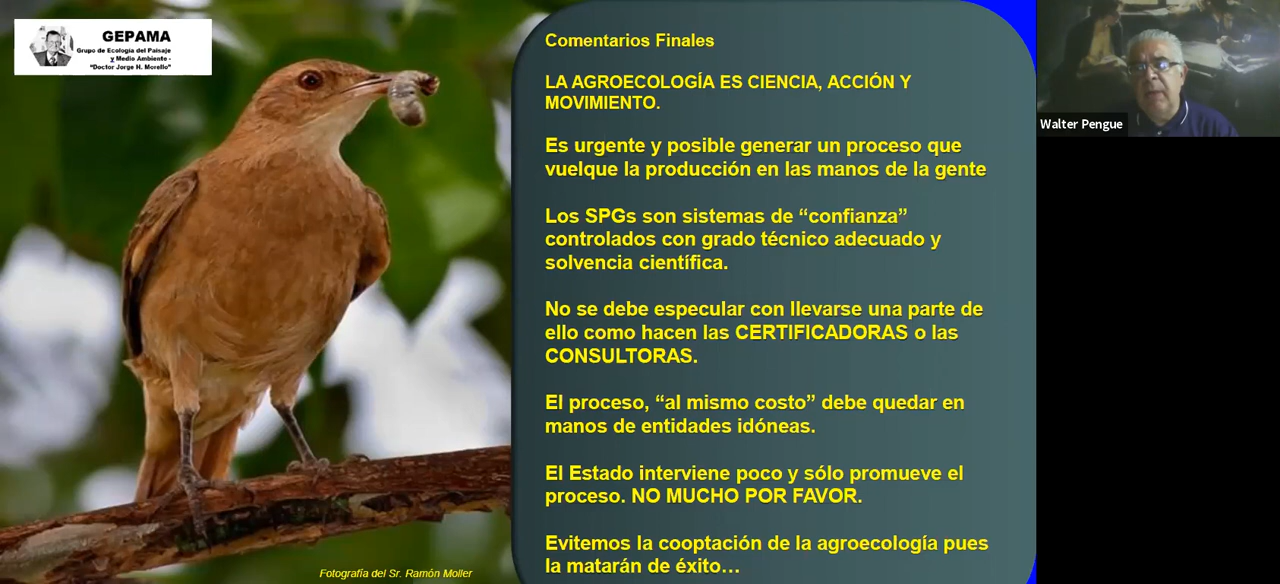 GEPAMA
Grupo de Ecología del Paisaje
y Medio Ambiente -
"Doctor Jorge H. Morello"
Comentarios Finales
LA AGROECOLOGÍA ES CIENCIA, ACCIÓN Y
MOVIMIENTO.
Es urgente y posible generar un proceso que
vuelque la producción en las manos de la gente
Los SPGs son sistemas de “confianza”
controlados con grado técnico adecuado y
solvencia científica.
No se debe especular con llevarse una parte de
ello como hacen las CERTIFICADORAS o las
CONSULTORAS.
El proceso, “al mismo costo” debe quedar en
manos de entidades idóneas.
El Estado interviene poco y sólo promueve el
proceso. NO MUCHO POR FAVOR.
Evitemos la cooptación de la agroecología pues
la matarán de éxito…
Fotografía del Sr. Ramón Moller
Walter Pengue